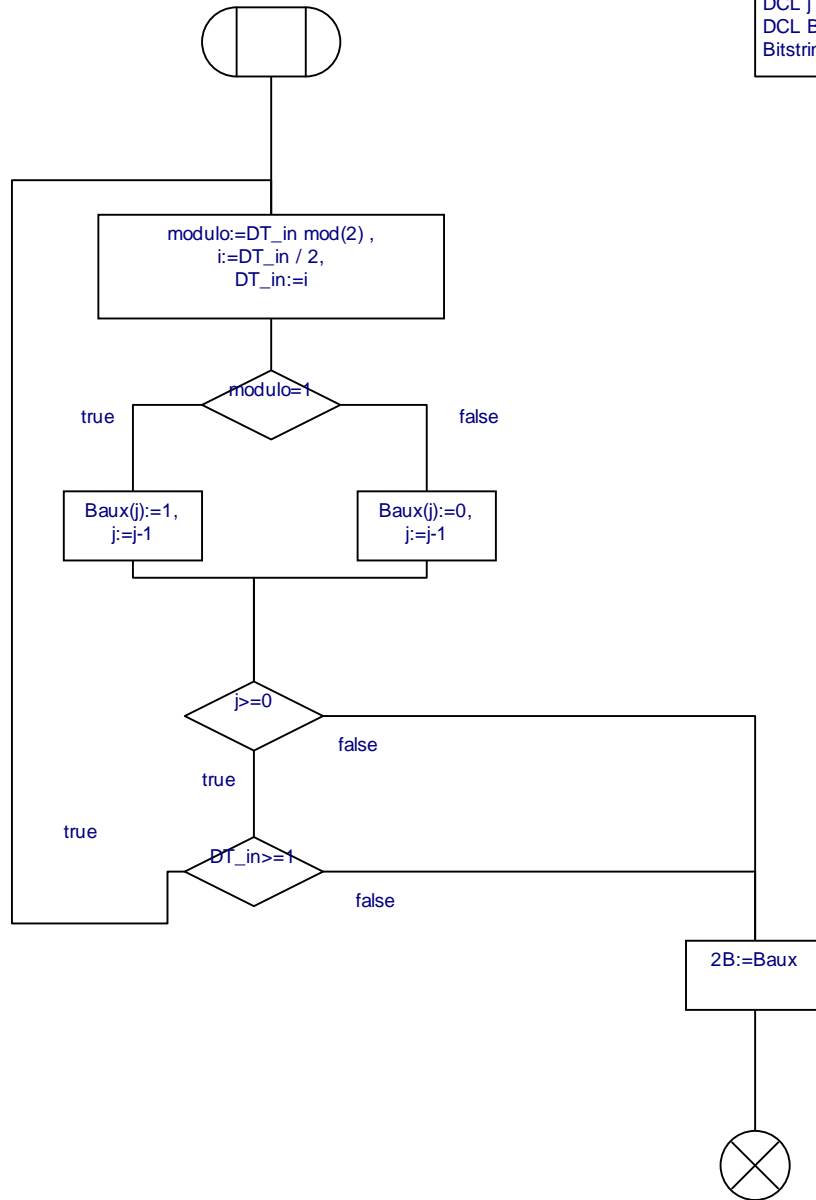 DCL j
DCL B
modulo:=DT_in mod(2) ,
i:=DT_in / 2,
DT_in:=i
modulo=1
true
false
Baux(j):=1,
j:=j-1
Baux(j):=0,
j:=j-1
j>=0
false
true
true
DT_in>=1
false
2B:=Baux